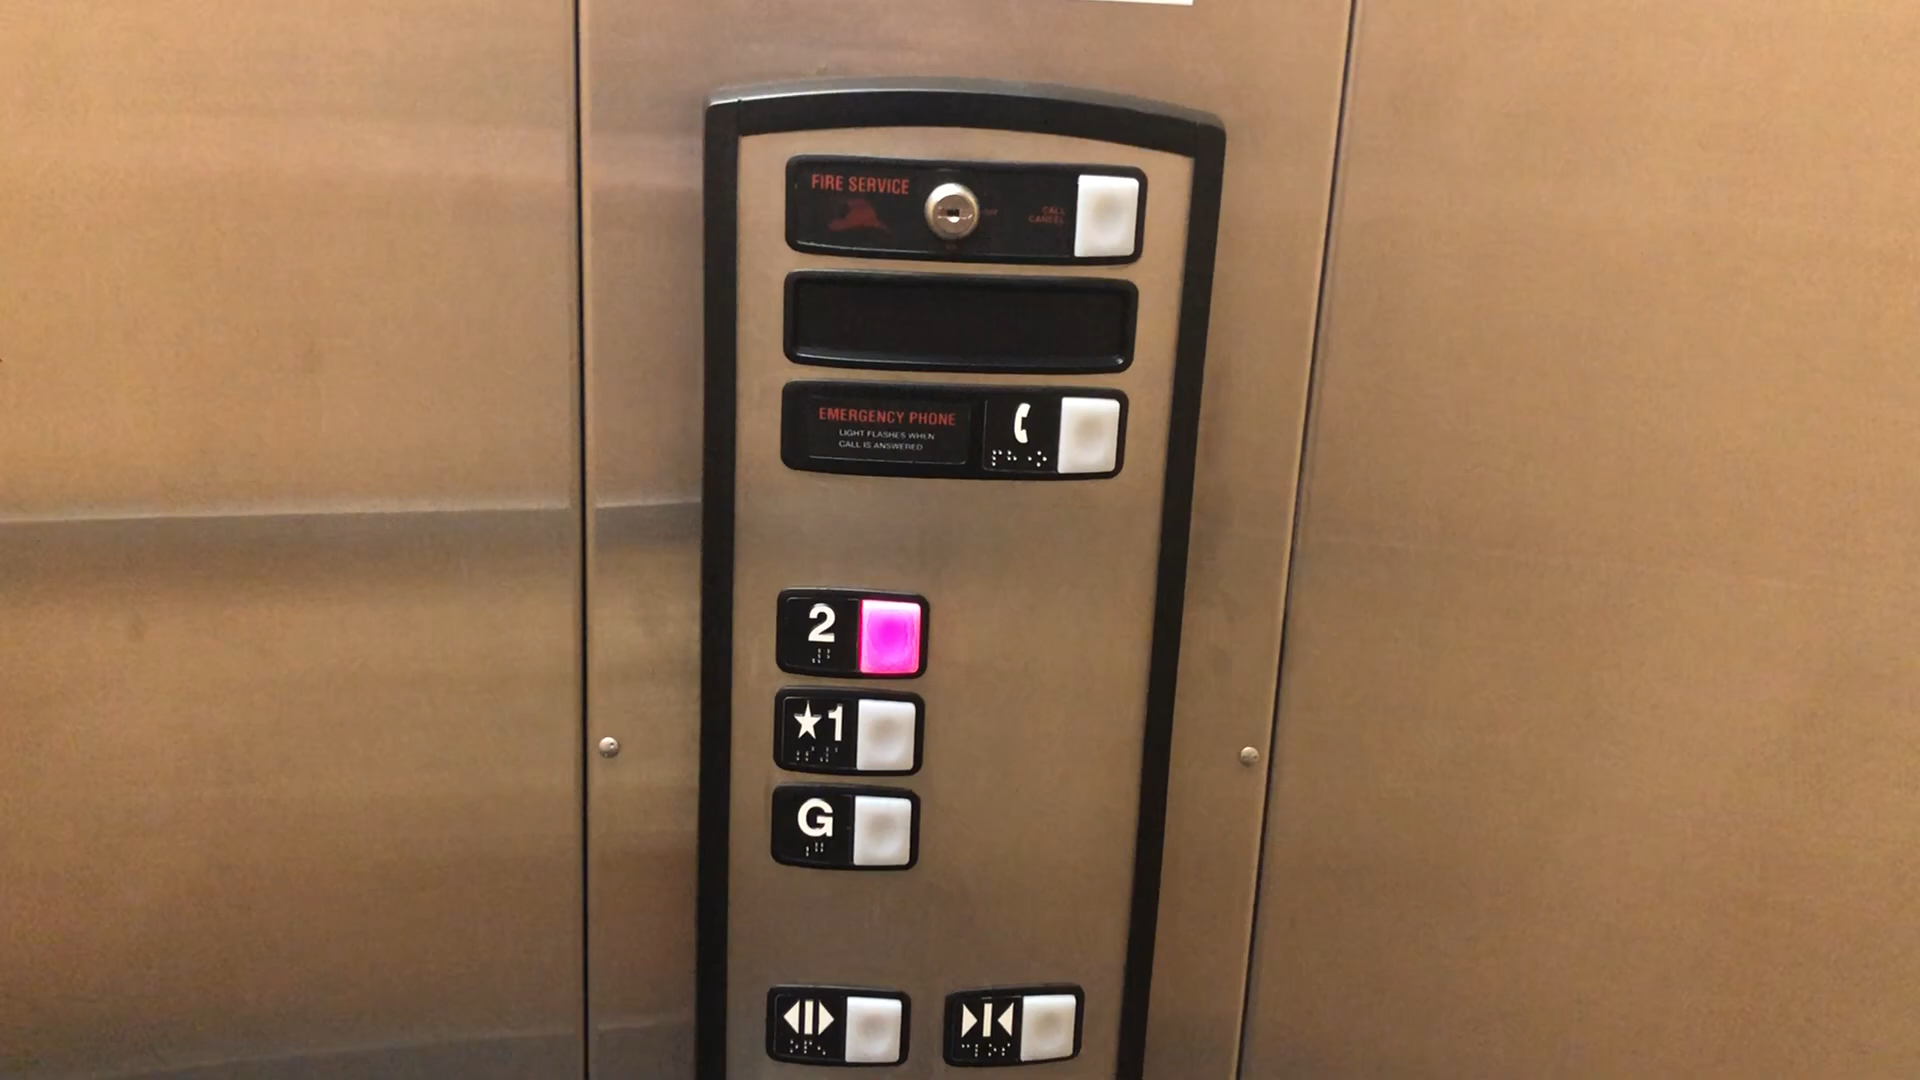 FIRE SERVICE
CALL
CANCEL
EMERGENCY PHONE
LIGHT FLASHES WHEN
CALL IS ANSWERED
2
★1
G